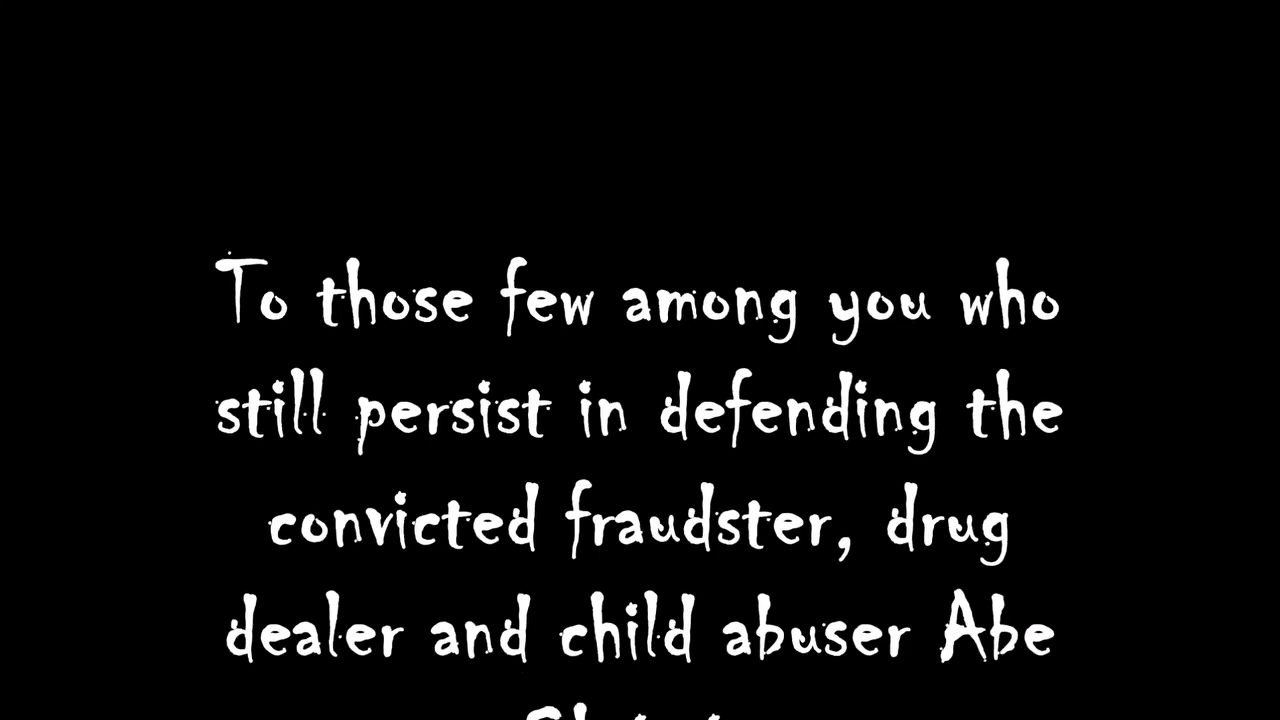 To those few among you who
still persist in defending the
convicted fraudster, drug
dealer and child abuser Abe